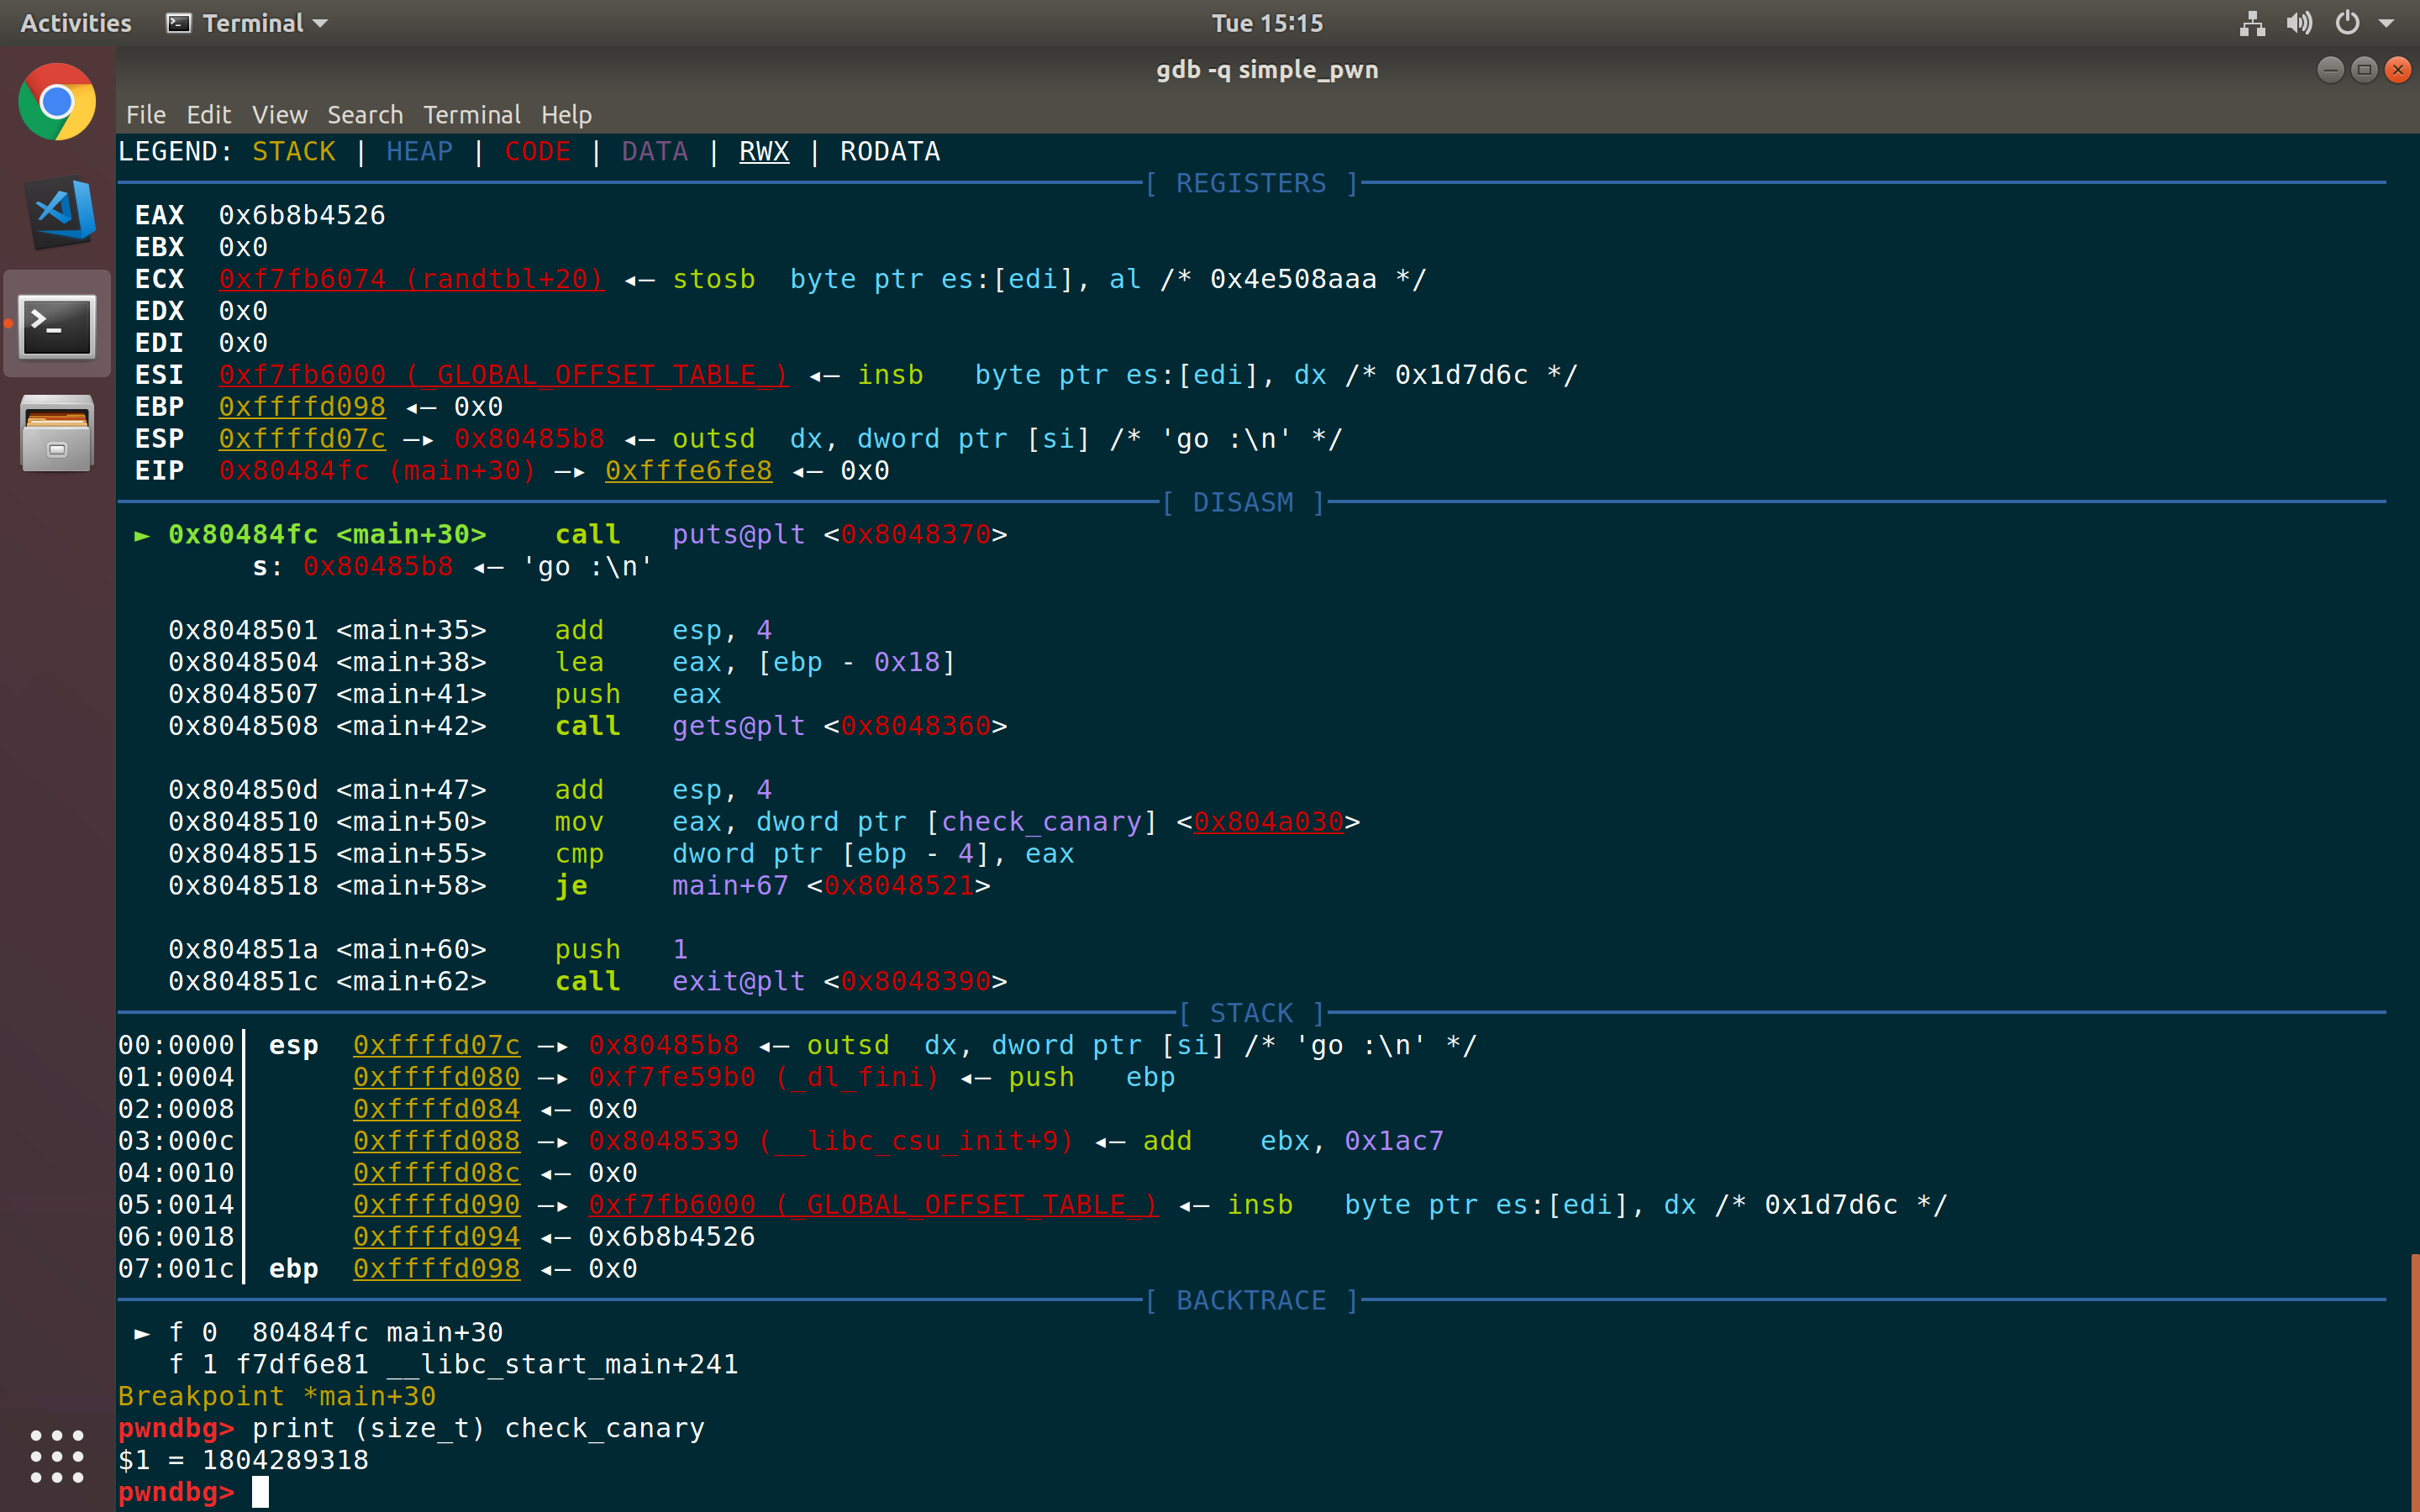 Activities Terminal Tue 15:15
gdb -q simple_pwn
File Edit View Search Terminal Help
LEGEND: STACK | HEAP | CODE | DATA | RWX | RODATA
[ REGISTERS ]
EAX  0x6b8b4526
EBX  0x0
ECX  0xf7fb6074 (randtbl+20) ◂— stosb  byte ptr es:[edi], al /* 0x4e508aaa */
EDX  0x0
EDI  0x0
ESI  0xf7fb6000 (_GLOBAL_OFFSET_TABLE_) ◂— insb   byte ptr es:[edi], dx /* 0x1d7d6c */
EBP  0xffffd098 ◂— 0x0
ESP  0xffffd07c —▸ 0x80485b8 ◂— outsd  dx, dword ptr [si] /* 'go :\n' */
EIP  0x80484fc (main+30) —▸ 0xfffe6fe8 ◂— 0x0
[ DISASM ]
► 0x80484fc <main+30>    call   puts@plt <0x8048370>
s: 0x80485b8 ◂— 'go :\n'
0x8048501 <main+35>    add    esp, 4
0x8048504 <main+38>    lea    eax, [ebp - 0x18]
0x8048507 <main+41>    push   eax
0x8048508 <main+42>    call   gets@plt <0x8048360>
0x804850d <main+47>    add    esp, 4
0x8048510 <main+50>    mov    eax, dword ptr [check_canary] <0x804a030>
0x8048515 <main+55>    cmp    dword ptr [ebp - 4], eax
0x8048518 <main+58>    je     main+67 <0x8048521>
0x804851a <main+60>    push   1
0x804851c <main+62>    call   exit@plt <0x8048390>
[ STACK ]
00:0000│ esp  0xffffd07c —▸ 0x80485b8 ◂— outsd  dx, dword ptr [si] /* 'go :\n' */
01:0004│      0xffffd080 —▸ 0xf7fe59b0 (_dl_fini) ◂— push   ebp
02:0008│      0xffffd084 ◂— 0x0
03:000c│      0xffffd088 —▸ 0x8048539 (__libc_csu_init+9) ◂— add    ebx, 0x1ac7
04:0010│      0xffffd08c ◂— 0x0
05:0014│      0xffffd090 —▸ 0xf7fb6000 (_GLOBAL_OFFSET_TABLE_) ◂— insb   byte ptr es:[edi], dx /* 0x1d7d6c */
06:0018│      0xffffd094 ◂— 0x6b8b4526
07:001c│ ebp  0xffffd098 ◂— 0x0
[ BACKTRACE ]
► f 0  80484fc main+30
f 1 f7df6e81 __libc_start_main+241
Breakpoint *main+30
pwndbg> print (size_t) check_canary
$1 = 1804289318
pwndbg>